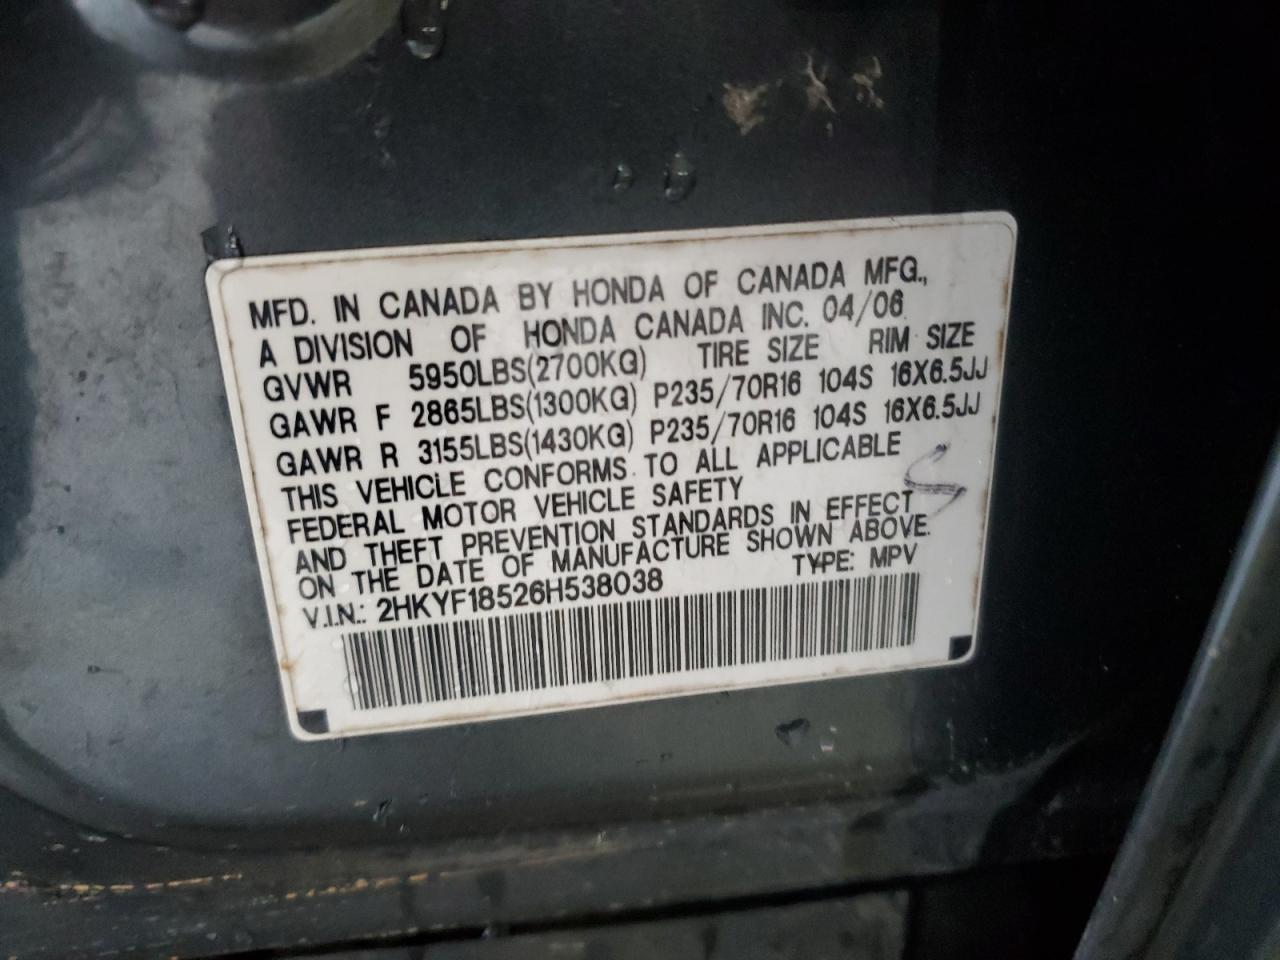 MFD. IN CANADA BY HONDA OF CANADA MFG.,
A DIVISION OF HONDA CANADA INC. 04/06
GVWR 5950LBS(2700KG) TIRE SIZE RIM SIZE
GAWR F 2865LBS(1300KG) P235/70R16 104S 16X6.5JJ
GAWR R 3155LBS(1430KG) P235/70R16 104S 16X6.5JJ
THIS VEHICLE CONFORMS TO ALL APPLICABLE
FEDERAL MOTOR VEHICLE SAFETY
AND THEFT PREVENTION STANDARDS IN EFFECT
ON THE DATE OF MANUFACTURE SHOWN ABOVE.
V.I.N.: 2HKYF18526H538038 TYPE: MPV